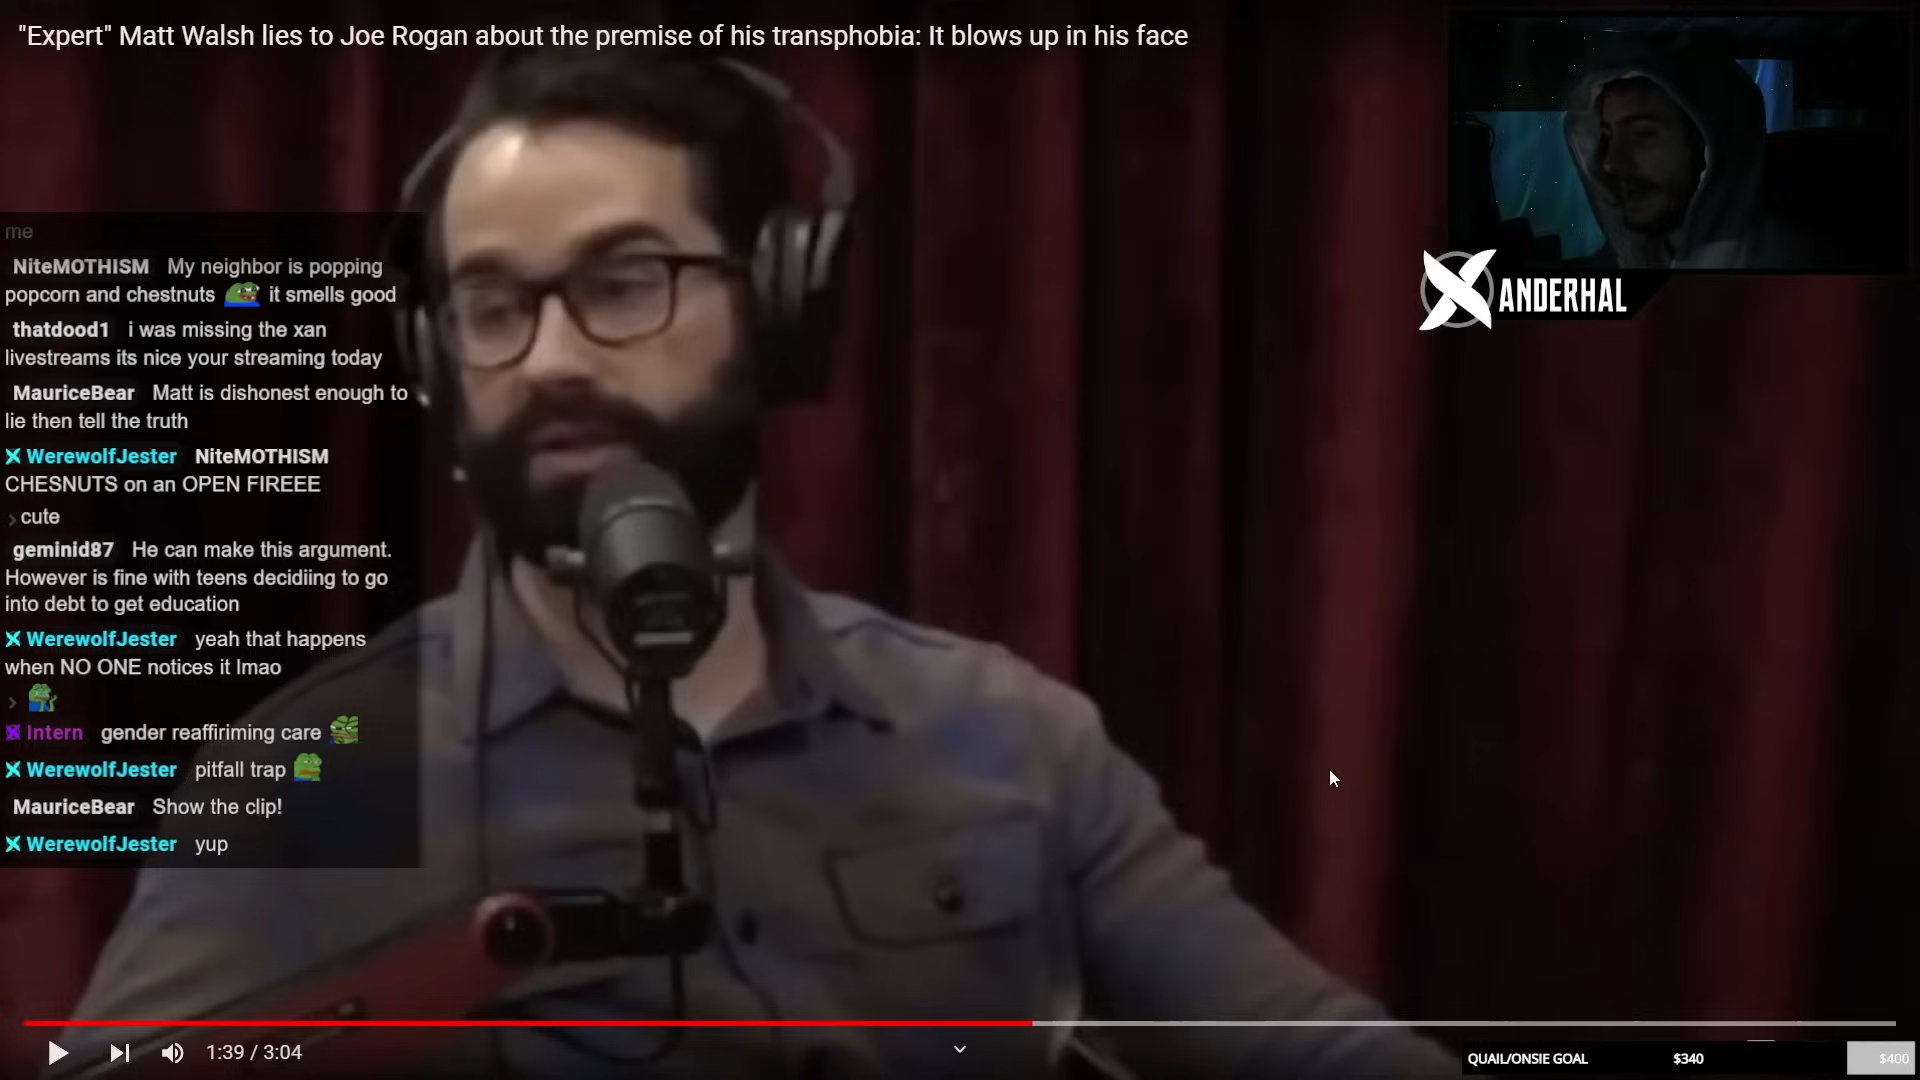 "Expert" Matt Walsh lies to Joe Rogan about the premise of his transphobia: It blows up in his face
me
NiteMOTHISM My neighbor is popping
popcorn and chestnuts it smells good
thatdood1 i was missing the xan
livestreams its nice your streaming today
MauriceBear Matt is dishonest enough to
lie then tell the truth
WerewolfJester NiteMOTHISM
CHESNUTS on an OPEN FIREEE
cute
geminid87 He can make this argument.
However is fine with teens decidiing to go
into debt to get education
WerewolfJester yeah that happens
when NO ONE notices it lmao
Intern gender reaffiriming care
WerewolfJester pitfall trap
MauriceBear Show the clip!
WerewolfJester yup
XANDERHAL
1:39 / 3:04
QUAIL/ONSIE GOAL $340 $400